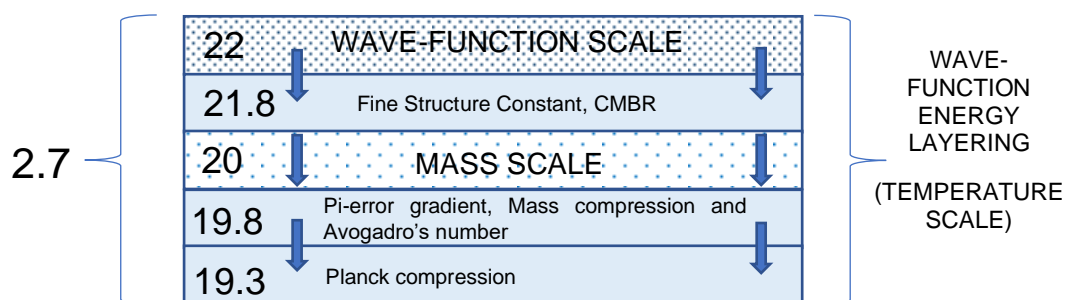 2.7
22 WAVE-FUNCTION SCALE
21.8 Fine Structure Constant, CMBR
20 MASS SCALE
19.8 Pi-error gradient, Mass compression and
Avogadro’s number
19.3 Planck compression
WAVE-
FUNCTION
ENERGY
LAYERING
(TEMPERATURE
SCALE)